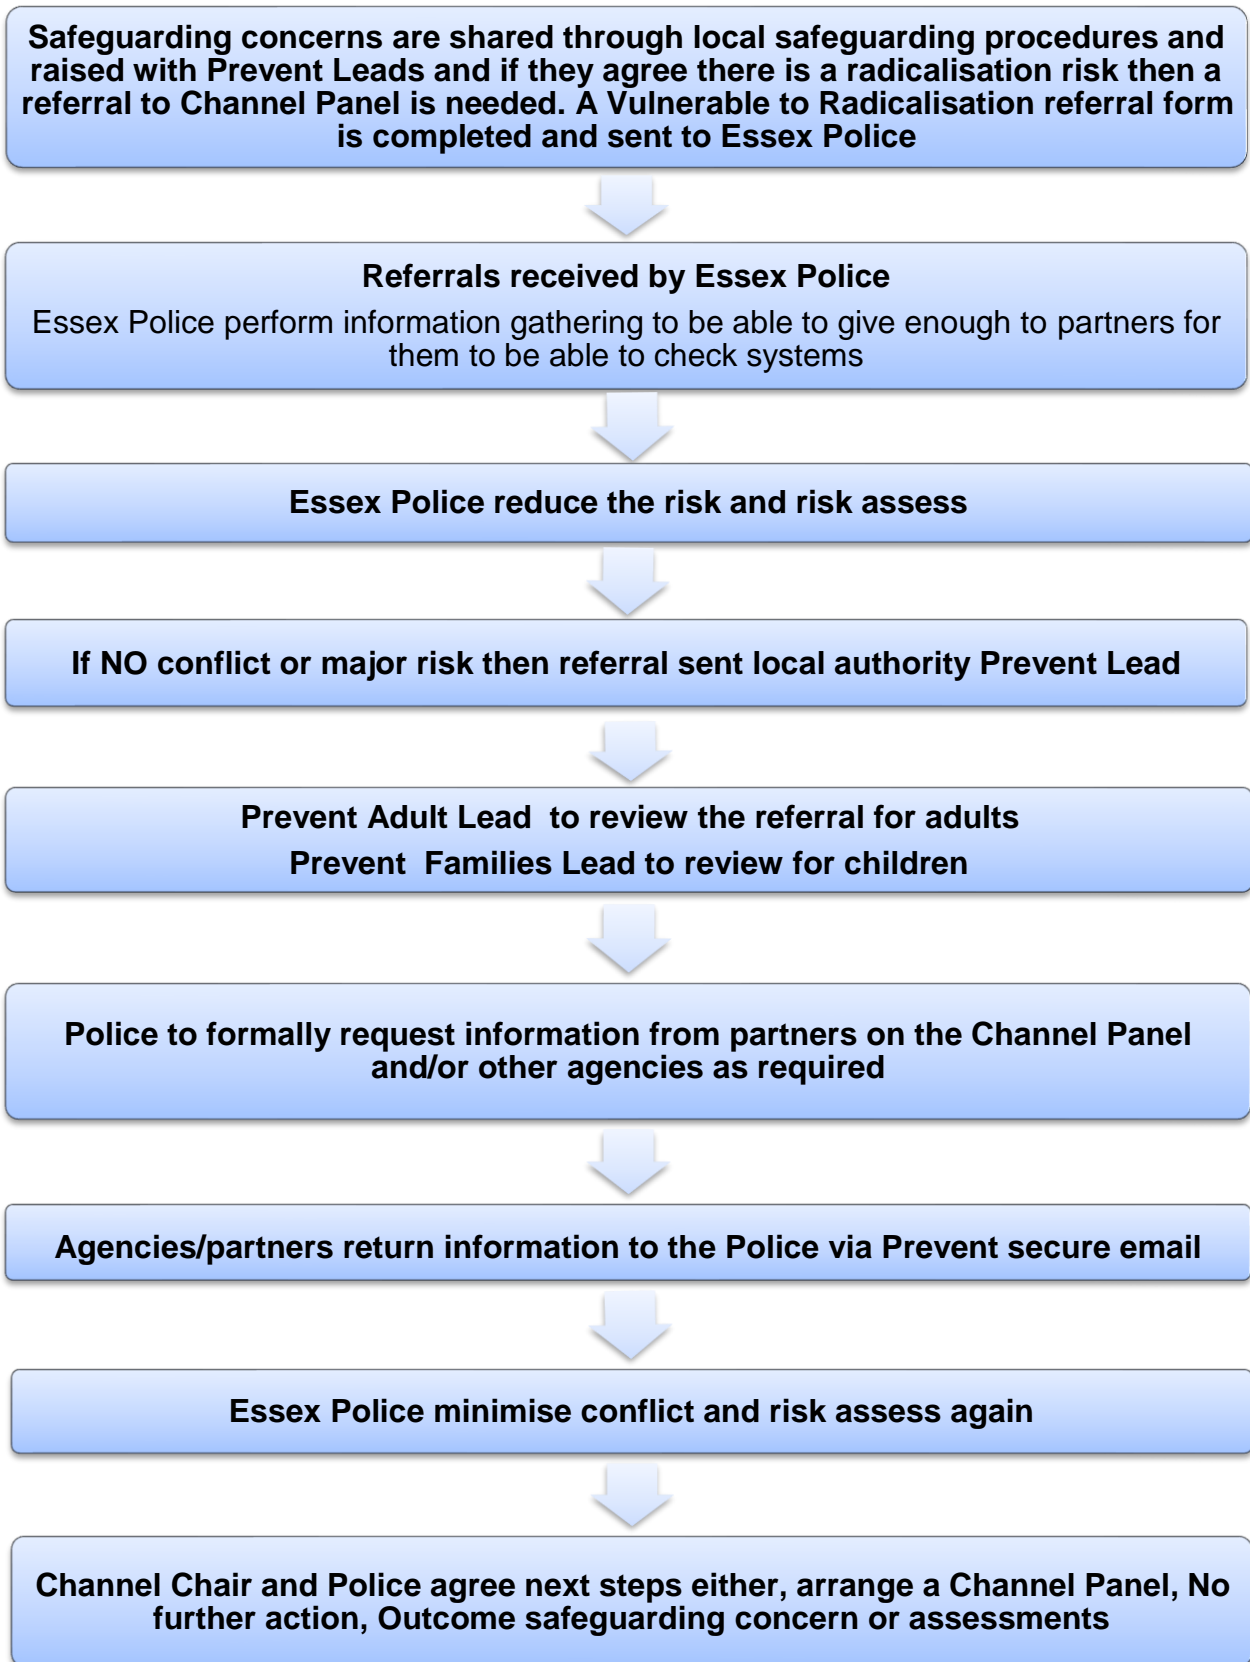 Safeguarding concerns are shared through local safeguarding procedures and
raised with Prevent Leads and if they agree there is a radicalisation risk then a
referral to Channel Panel is needed. A Vulnerable to Radicalisation referral form
is completed and sent to Essex Police
Referrals received by Essex Police
Essex Police perform information gathering to be able to give enough to partners for
them to be able to check systems
Essex Police reduce the risk and risk assess
If NO conflict or major risk then referral sent local authority Prevent Lead
Prevent Adult Lead to review the referral for adults
Prevent Families Lead to review for children
Police to formally request information from partners on the Channel Panel
and/or other agencies as required
Agencies/partners return information to the Police via Prevent secure email
Essex Police minimise conflict and risk assess again
Channel Chair and Police agree next steps either, arrange a Channel Panel, No
further action, Outcome safeguarding concern or assessments